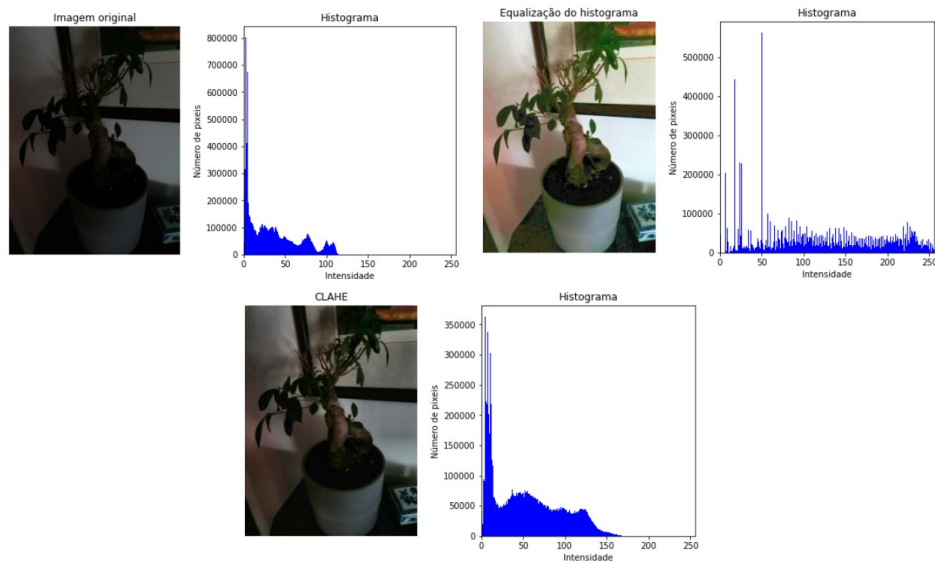 Imagem original
Histograma
Número de pixeis
800000
700000
600000
500000
400000
300000
200000
100000
0
0 50 100 150 200 250
Intensidade
Equalização do histograma
Histograma
Número de pixeis
500000
400000
300000
200000
100000
0
0 50 100 150 200 250
Intensidade
CLAHE
Histograma
Número de pixeis
350000
300000
250000
200000
150000
100000
50000
0
0 50 100 150 200 250
Intensidade